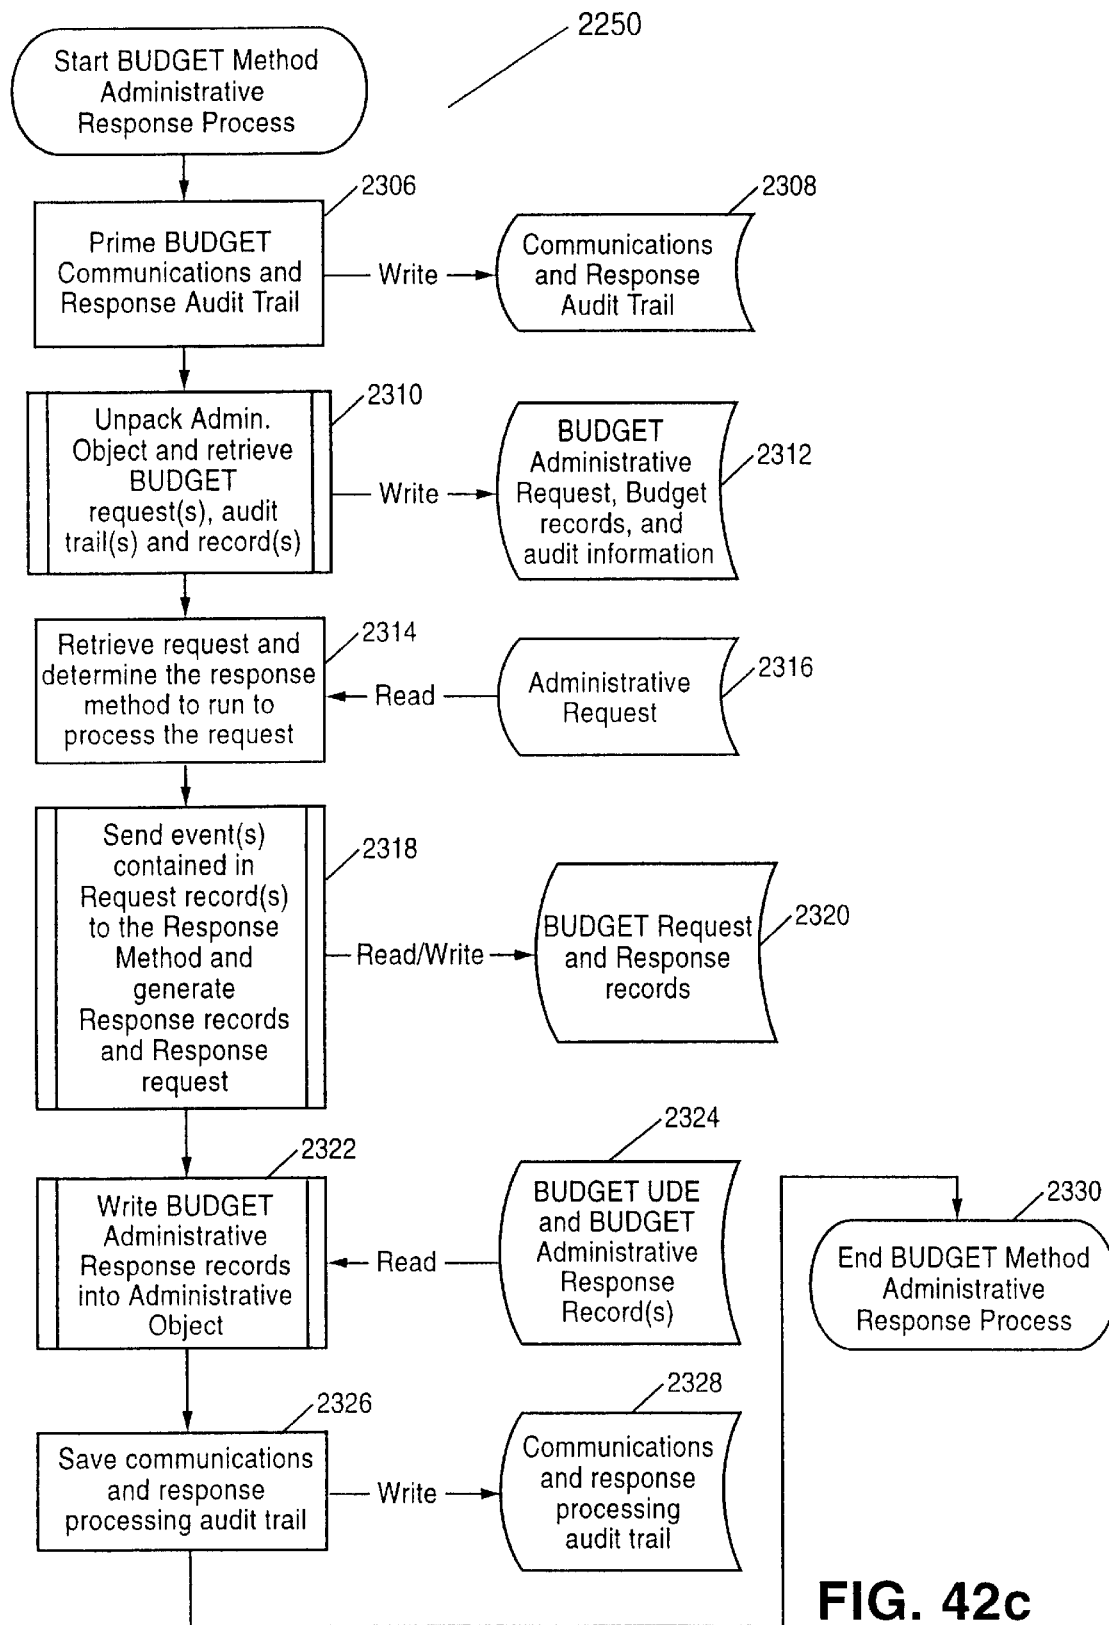 2250
Start BUDGET Method
Administrative
Response Process
2306
Prime BUDGET
Communications and
Response Audit Trail
Write
2308
Communications
and Response
Audit Trail
2310
Unpack Admin.
Object and retrieve
BUDGET
request(s), audit
trail(s) and record(s)
Write
BUDGET
Administrative
Request, Budget
records, and
audit information
2312
2314
Retrieve request and
determine the response
method to run to
process the request
Read
Administrative
Request
2316
Send event(s)
contained in
Request record(s)
to the Response
Method and
generate
Response records
and Response
request
2318
Read/Write
BUDGET Request
and Response
records
2320
2322
Write BUDGET
Administrative
Response records
into Administrative
Object
Read
2324
BUDGET UDE
and BUDGET
Administrative
Response
Record(s)
2326
Save communications
and response
processing audit trail
Write
2328
Communications
and response
processing
audit trail
2330
End BUDGET Method
Administrative
Response Process
FIG. 42c